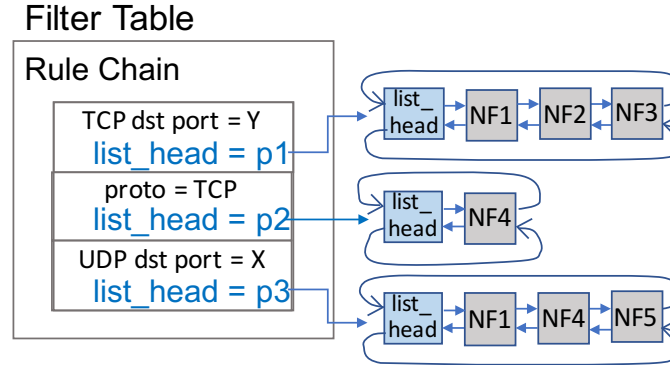 Filter Table
Rule Chain
TCP dst port = Y
list_head = p1
proto = TCP
list_head = p2
UDP dst port = X
list_head = p3
list_
head
NF1
NF2
NF3
list_
head
NF4
list_
head
NF1
NF4
NF5